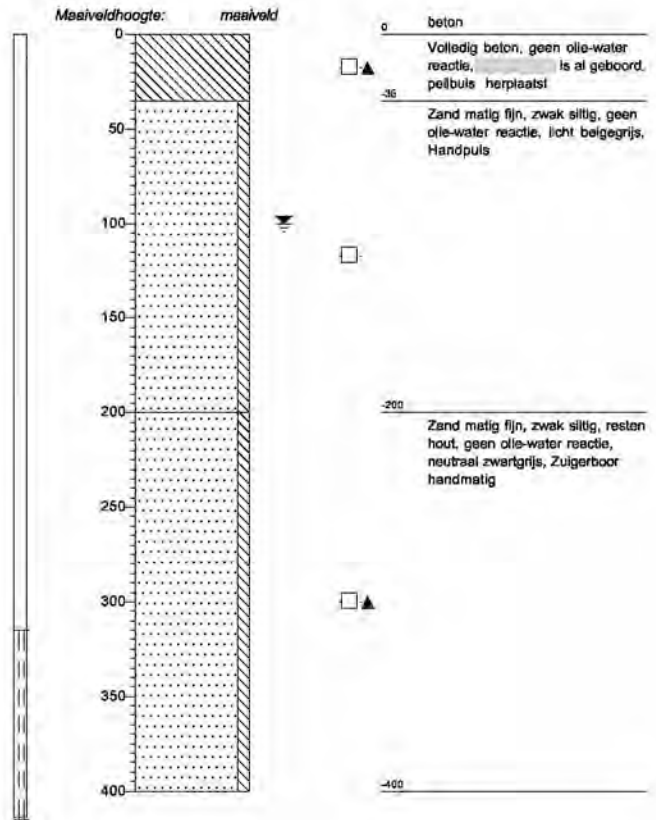 Maaiveldhoogte: maaiveld
0
50
100
150
200
250
300
350
400
0 beton
Volledig beton, geen olie-water
reactie, is al geboord,
peilbuis herplaatst
-35
Zand matig fijn, zwak siltig, geen
olie-water reactie, licht beigegrijs,
Handpuls
-200
Zand matig fijn, zwak siltig, resten
hout, geen olie-water reactie,
neutraal zwartgrijs, Zuigerboor
handmatig
-400